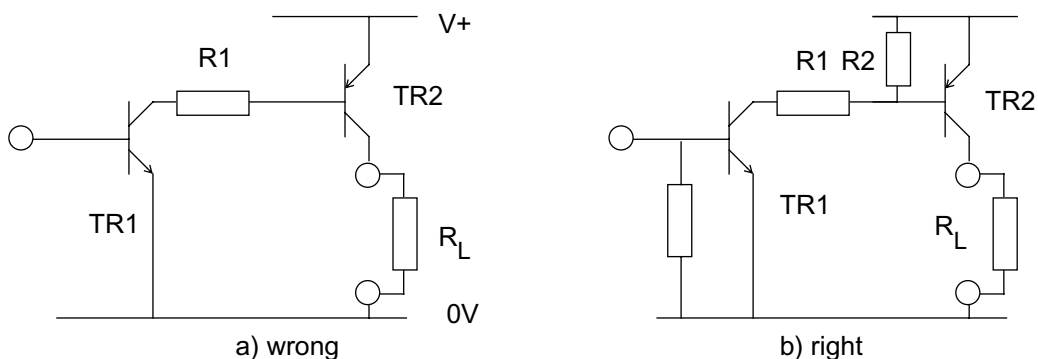 V+
R1
TR2
TR1
R
L
0V
a) wrong
R1 R2
TR2
TR1
R
L
b) right